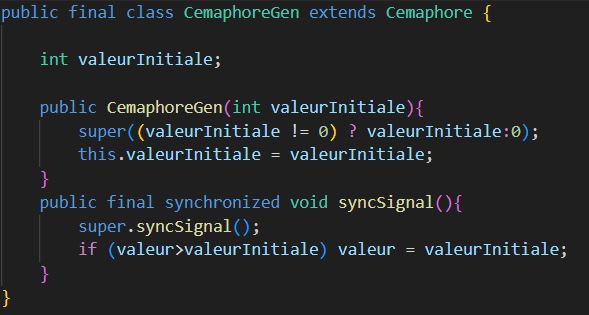 public final class CemaphoreGen extends Cemaphore {
int valeurInitiale;
public CemaphoreGen(int valeurInitiale){
super((valeurInitiale != 0) ? valeurInitiale:0);
this.valeurInitiale = valeurInitiale;
}
public final synchronized void syncSignal(){
super.syncSignal();
if (valeur>valeurInitiale) valeur = valeurInitiale;
}
}